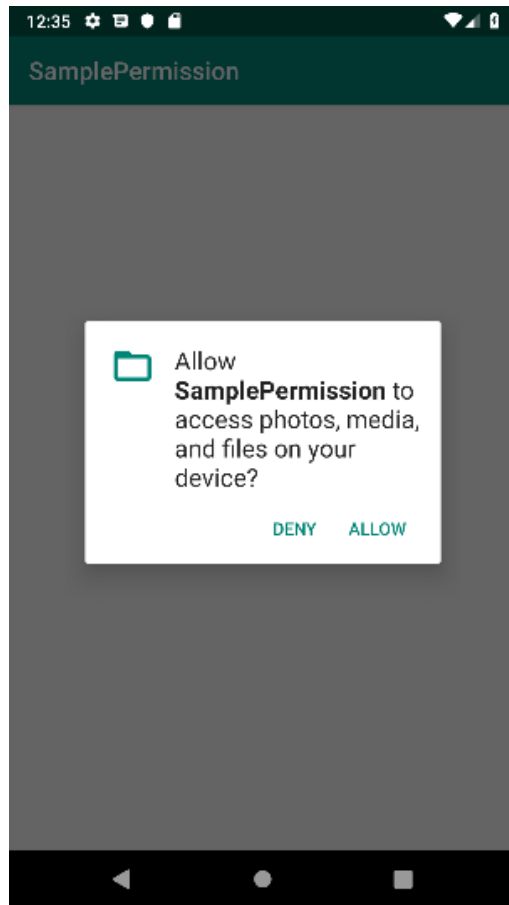 12:35
SamplePermission
Allow
SamplePermission to
access photos, media,
and files on your
device?
DENY ALLOW